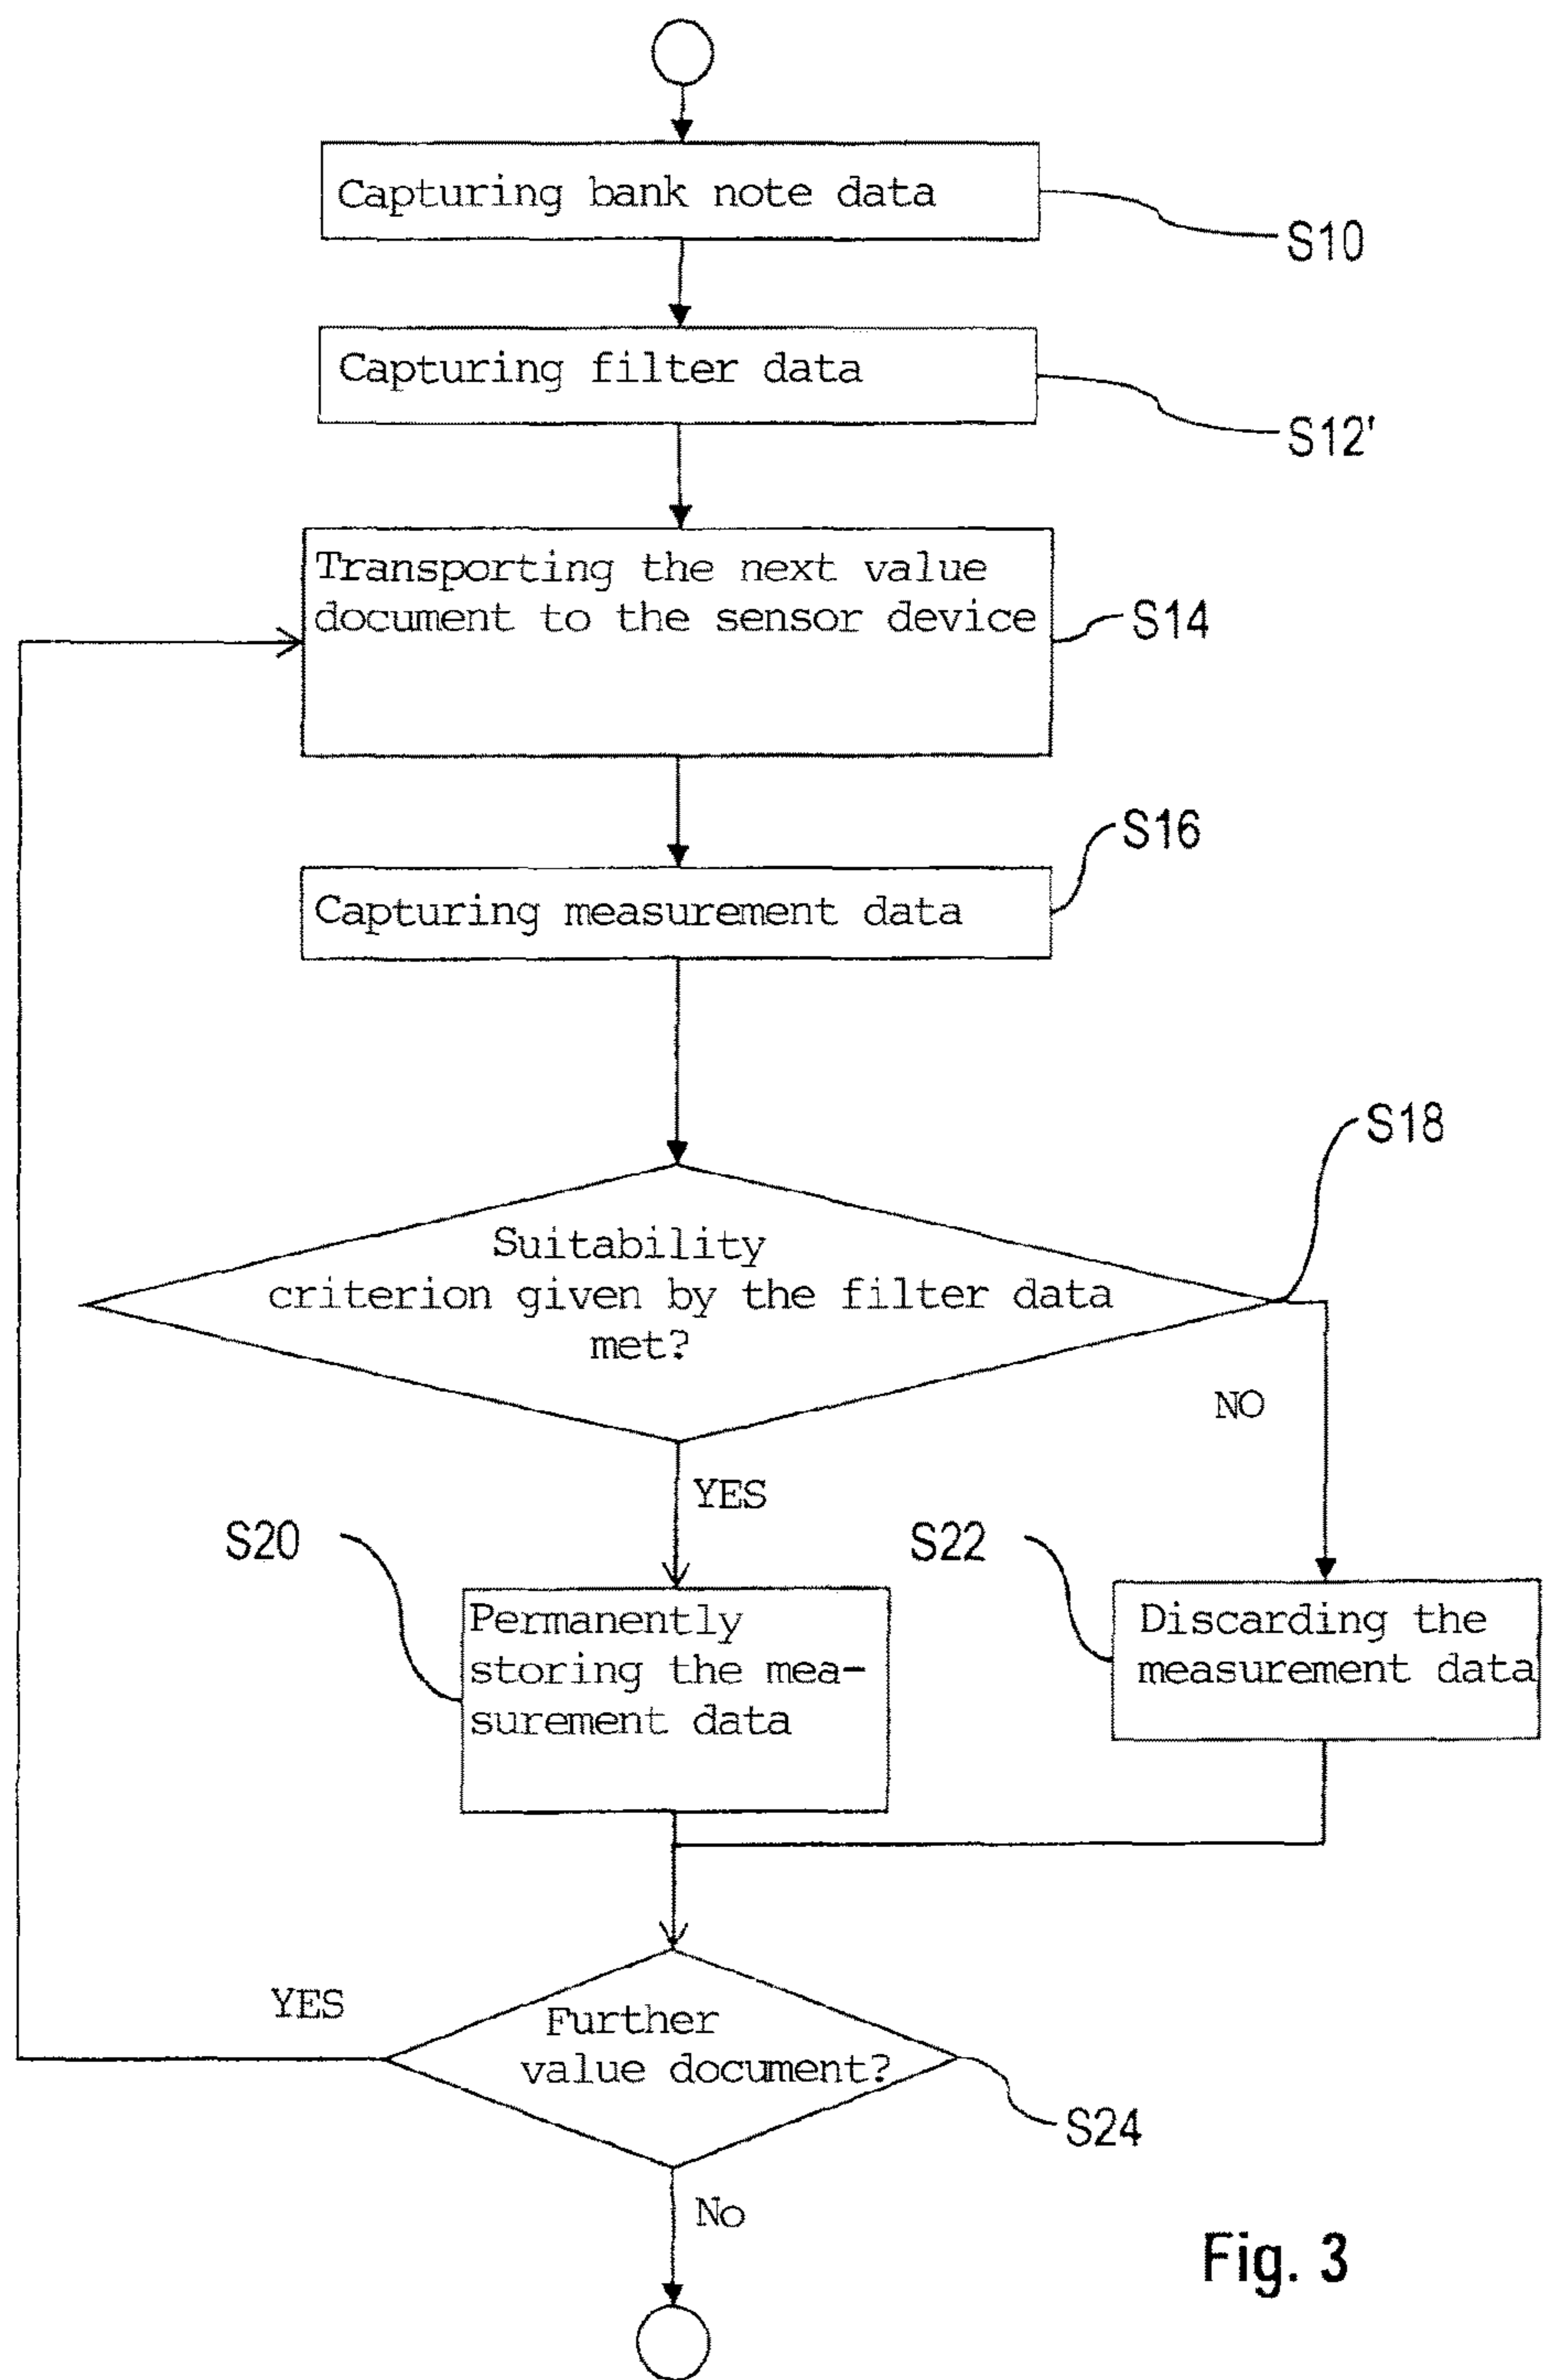 Capturing bank note data
S10
Capturing filter data
S12'
Transporting the next value
document to the sensor device
S14
S16
Capturing measurement data
S18
Suitability
criterion given by the filter data
met?
NO
YES
S20
S22
Permanently
storing the mea-
surement data
Discarding the
measurement data
YES
Further
value document?
S24
No
Fig. 3